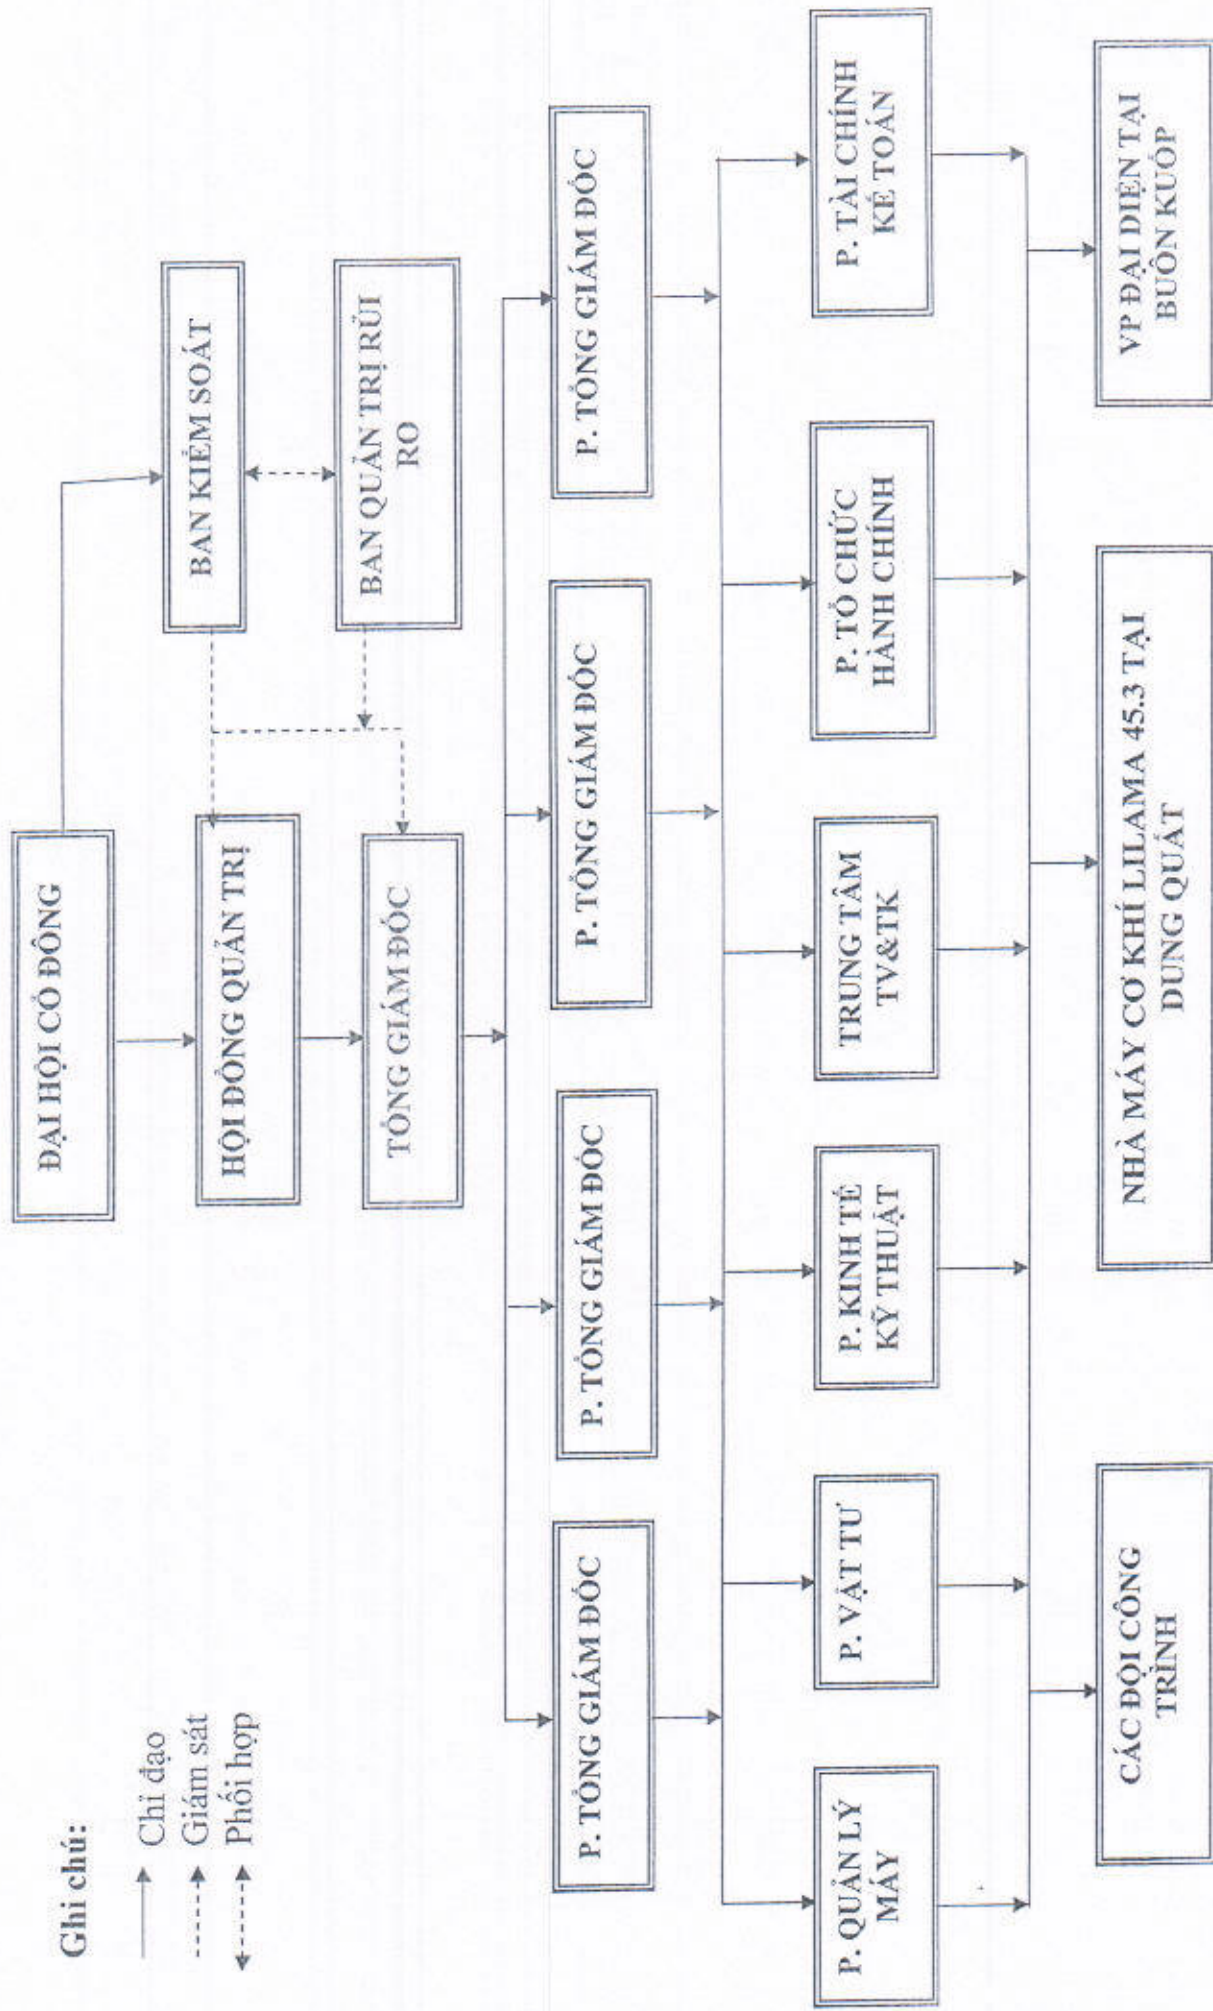 Ghi chú:
Chỉ đạo
Giám sát
Phối hợp
ĐẠI HỘI CỔ ĐÔNG
HỘI ĐỒNG QUẢN TRỊ
TỔNG GIÁM ĐỐC
BAN KIỂM SOÁT
BAN QUẢN TRỊ RỦI
RO
P. TỔNG GIÁM ĐỐC
P. TỔNG GIÁM ĐỐC
P. TỔNG GIÁM ĐỐC
P. TỔNG GIÁM ĐỐC
P. QUẢN LÝ
MÁY
P. VẬT TƯ
P. KINH TẾ
KỸ THUẬT
TRUNG TÂM
TV&TK
P. TỔ CHỨC
HÀNH CHÍNH
P. TÀI CHÍNH
KẾ TOÁN
CÁC ĐỘI CÔNG
TRÌNH
NHÀ MÁY CƠ KHÍ LILAMA 45.3 TẠI
DUNG QUẤT
VP ĐẠI DIỆN TẠI
BUÔN KUỐP